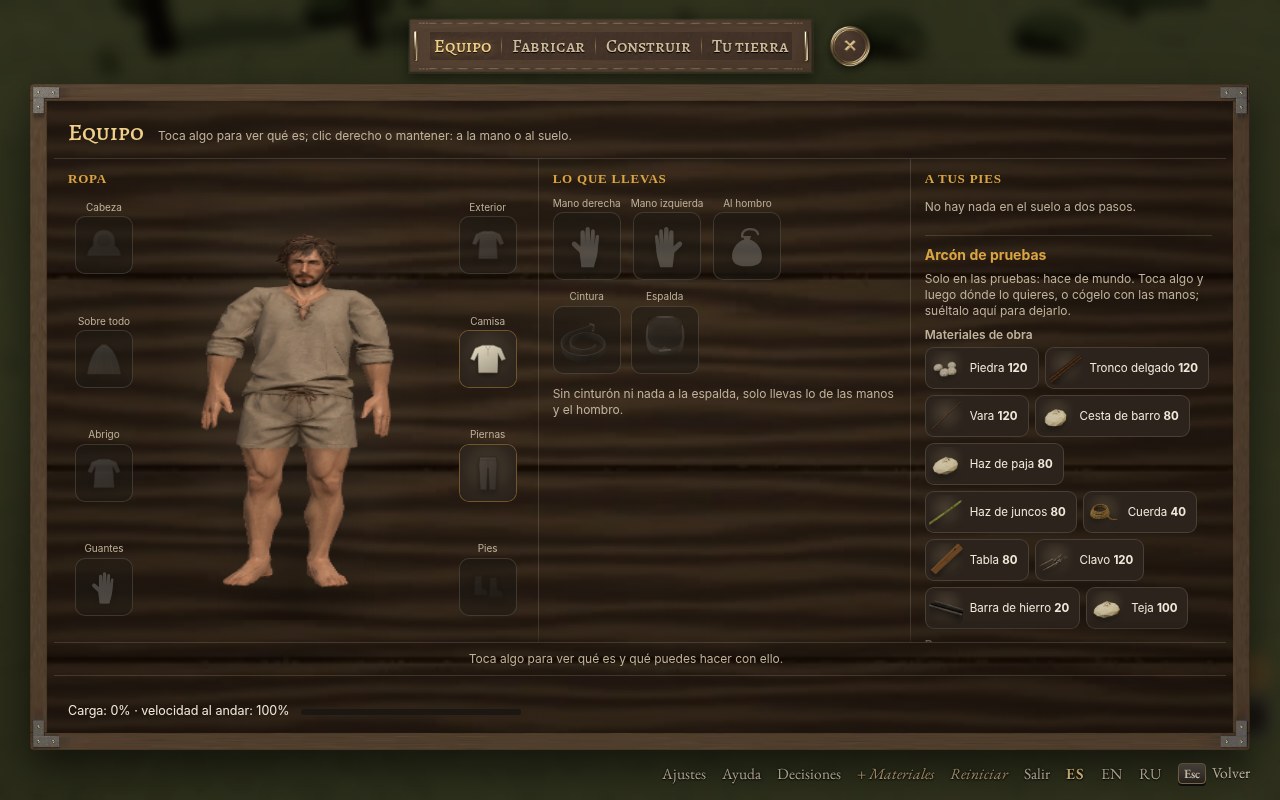 Equipo
Fabricar
Construir
Tu tierra
Equipo
Toca algo para ver qué es; clic derecho o mantener: a la mano o al suelo.
ROPA
Cabeza
Exterior
Sobre todo
Camisa
Abrigo
Piernas
Guantes
Pies
LO QUE LLEVAS
Mano derecha
Mano izquierda
Al hombro
Cintura
Espalda
Sin cinturón ni nada a la espalda, solo llevas lo de las manos
y el hombro.
A TUS PIES
No hay nada en el suelo a dos pasos.
Arcón de pruebas
Solo en las pruebas: hace de mundo. Toca algo y
luego dónde lo quieres, o cógelo con las manos;
suéltalo aquí para dejarlo.
Materiales de obra
Piedra 120
Tronco delgado 120
Vara 120
Cesta de barro 80
Haz de paja 80
Haz de juncos 80
Cuerda 40
Tabla 80
Clavo 120
Barra de hierro 20
Teja 100
Toca algo para ver qué es y qué puedes hacer con ello.
Carga: 0% · velocidad al andar: 100%
Ajustes
Ayuda
Decisiones
+ Materiales
Reiniciar
Salir
ES
EN
RU
Esc
Volver